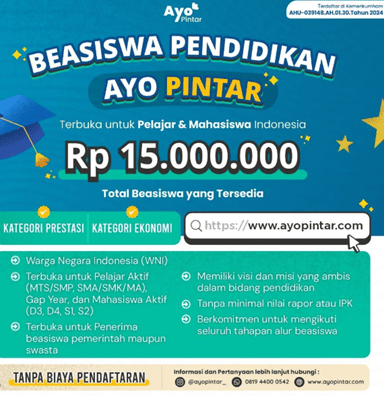 Ayo
Pintar
Terdaftar di Kemenkumham
AHU-039148.AH.01.30.Tahun 2024
BEASISWA PENDIDIKAN
AYO PINTAR
Terbuka untuk Pelajar & Mahasiswa Indonesia
Rp 15.000.000
Total Beasiswa yang Tersedia
KATEGORI PRESTASI
KATEGORI EKONOMI
https://www.ayopintar.com
Warga Negara Indonesia (WNI)
Terbuka untuk Pelajar Aktif
(MTS/SMP, SMA/SMK/MA),
Gap Year, dan Mahasiswa Aktif
(D3, D4, S1, S2)
Terbuka untuk Penerima
beasiswa pemerintah maupun
swasta
Memiliki visi dan misi yang ambis
dalam bidang pendidikan
Tanpa minimal nilai rapor atau IPK
Berkomitmen untuk mengikuti
seluruh tahapan alur beasiswa
TANPA BIAYA PENDAFTARAN
Informasi dan Pertanyaan lebih lanjut hubungi :
@ayopintar_
0819 4400 0542
www.ayopintar.com